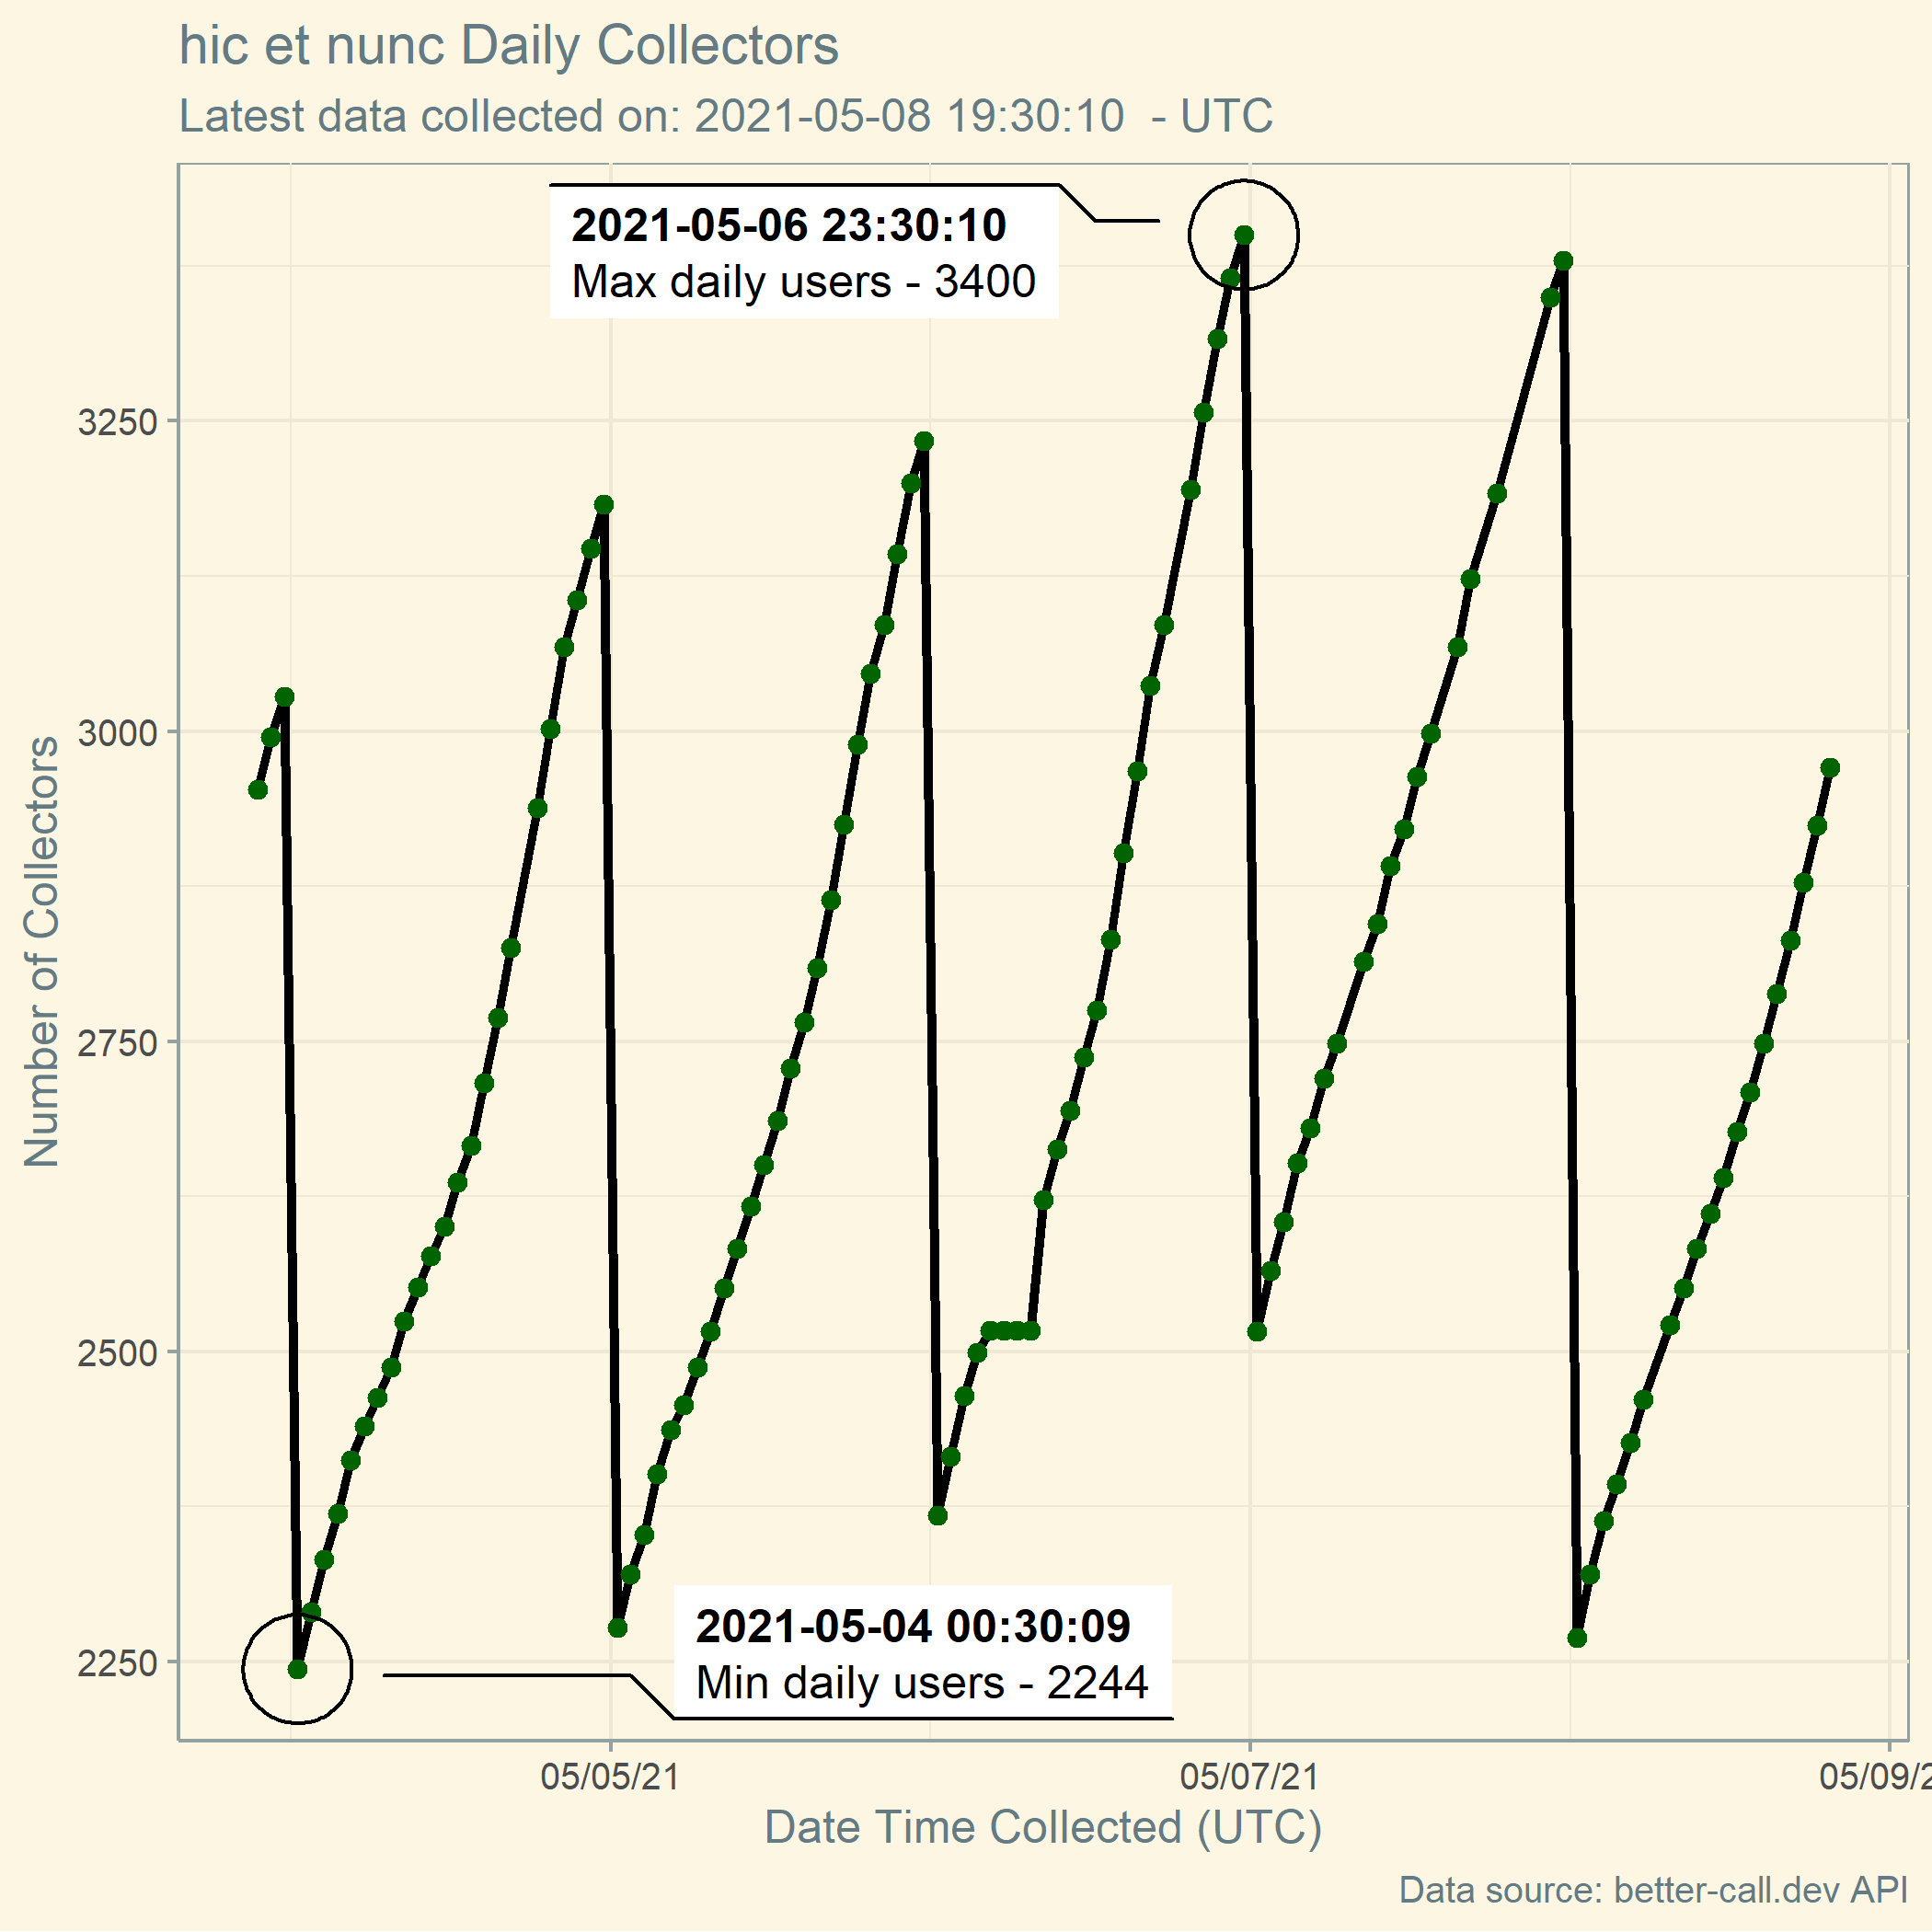 hic et nunc Daily Collectors
Latest data collected on: 2021-05-08 19:30:10 - UTC
2021-05-06 23:30:10
Max daily users - 3400
3250
3000
2750
2500
2250
Number of Collectors
2021-05-04 00:30:09
Min daily users - 2244
05/05/21 05/07/21 05/09/2
Date Time Collected (UTC)
Data source: better-call.dev API